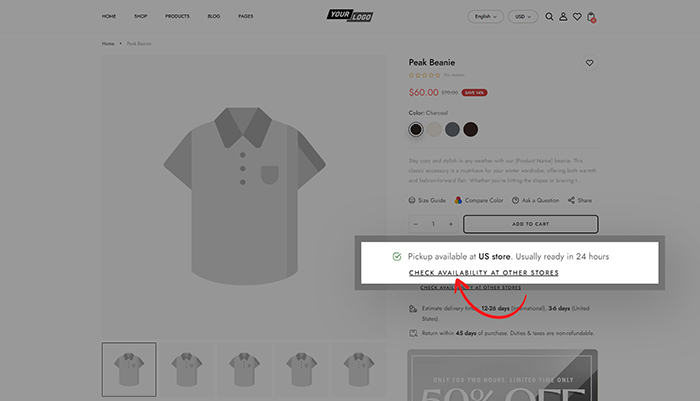 HOME SHOP PRODUCTS BLOG PAGES
YOUR LOGO
English USD
Home • Peak Beanie
Peak Beanie
No reviews
$60.00 $70.00 SAVE 14%
Color: Charcoal
Stay cozy and stylish in any weather with our [Product Name] beanie. This
classic accessory is a must-have for your winter wardrobe, offering both warmth
and fashion-forward flair. Whether you're hitting the slopes or braving t...
Size Guide Compare Color Ask a Question Share
− 1 + ADD TO CART
Pickup available at US store. Usually ready in 24 hours
CHECK AVAILABILITY AT OTHER STORES
CHECK AVAILABILITY AT OTHER STORES
Estimate delivery times: 12-26 days (International), 3-6 days (United
States).
Return within 45 days of purchase. Duties & taxes are non-refundable.
ONLY FOR TWO HOURS. LIMITED TIME ONLY
50% OFF